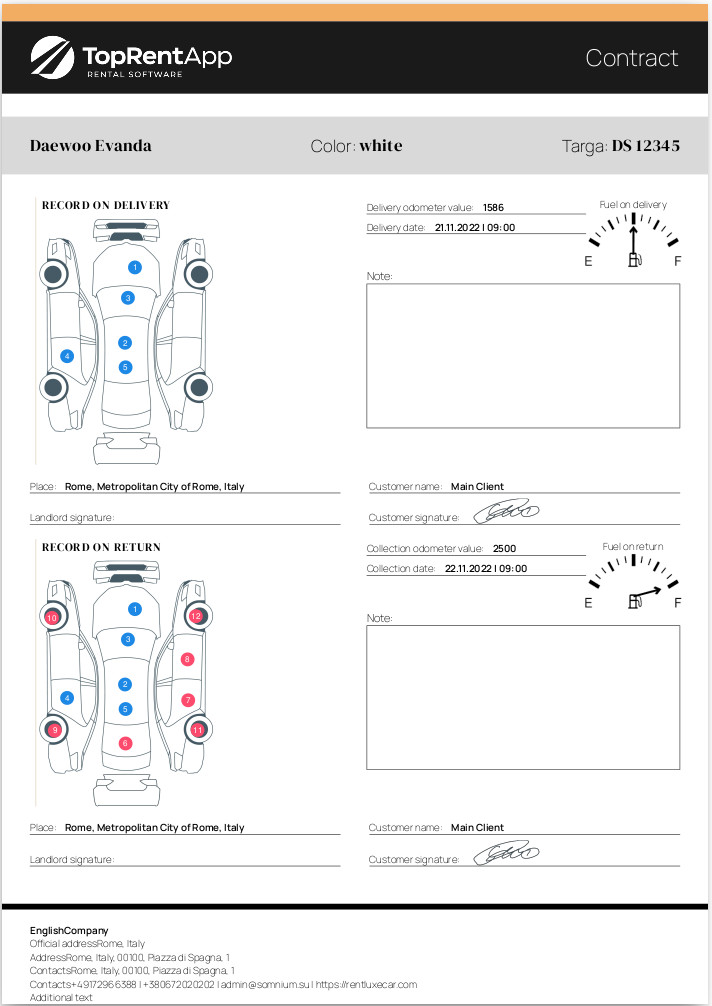 TopRentApp
RENTAL SOFTWARE
Contract
Daewoo Evanda
Color: white
Targa: DS 12345
RECORD ON DELIVERY
Delivery odometer value: 1586
Delivery date: 21.11.2022 | 09:00
Fuel on delivery
E F
Note:
1
3
2
4
5
Place: Rome, Metropolitan City of Rome, Italy
Customer name: Main Client
Landlord signature:
Customer signature:
RECORD ON RETURN
Collection odometer value: 2500
Collection date: 22.11.2022 | 09:00
Fuel on return
E F
Note:
1
10
12
3
8
2
4
7
5
9
11
6
Place: Rome, Metropolitan City of Rome, Italy
Customer name: Main Client
Landlord signature:
Customer signature:
EnglishCompany
Official addressRome, Italy
AddressRome, Italy, 00100, Piazza di Spagna, 1
ContactsRome, Italy, 00100, Piazza di Spagna, 1
Contacts+49172966388 | +380672020202 | admin@somnium.su | https://rentluxecar.com
Additional text